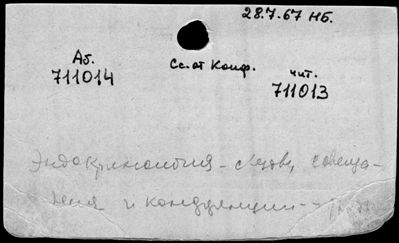 28.7.67 Нб.
Аб. Сс. от Конф. чит.
711014 711013
Эндокринология - съезды, совеща-
ния и конференции -